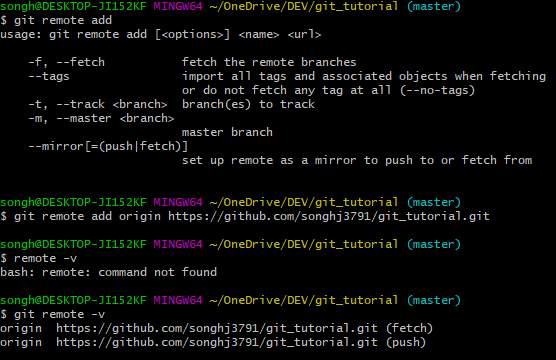 songh@DESKTOP-JI152KF MINGW64 ~/OneDrive/DEV/git_tutorial (master)
$ git remote add
usage: git remote add [<options>] <name> <url>
-f, --fetch           fetch the remote branches
--tags                import all tags and associated objects when fetching
or do not fetch any tag at all (--no-tags)
-t, --track <branch>  branch(es) to track
-m, --master <branch>
master branch
--mirror[=(push|fetch)]
set up remote as a mirror to push to or fetch from
songh@DESKTOP-JI152KF MINGW64 ~/OneDrive/DEV/git_tutorial (master)
$ git remote add origin https://github.com/songhj3791/git_tutorial.git
songh@DESKTOP-JI152KF MINGW64 ~/OneDrive/DEV/git_tutorial (master)
$ remote -v
bash: remote: command not found
songh@DESKTOP-JI152KF MINGW64 ~/OneDrive/DEV/git_tutorial (master)
$ git remote -v
origin  https://github.com/songhj3791/git_tutorial.git (fetch)
origin  https://github.com/songhj3791/git_tutorial.git (push)